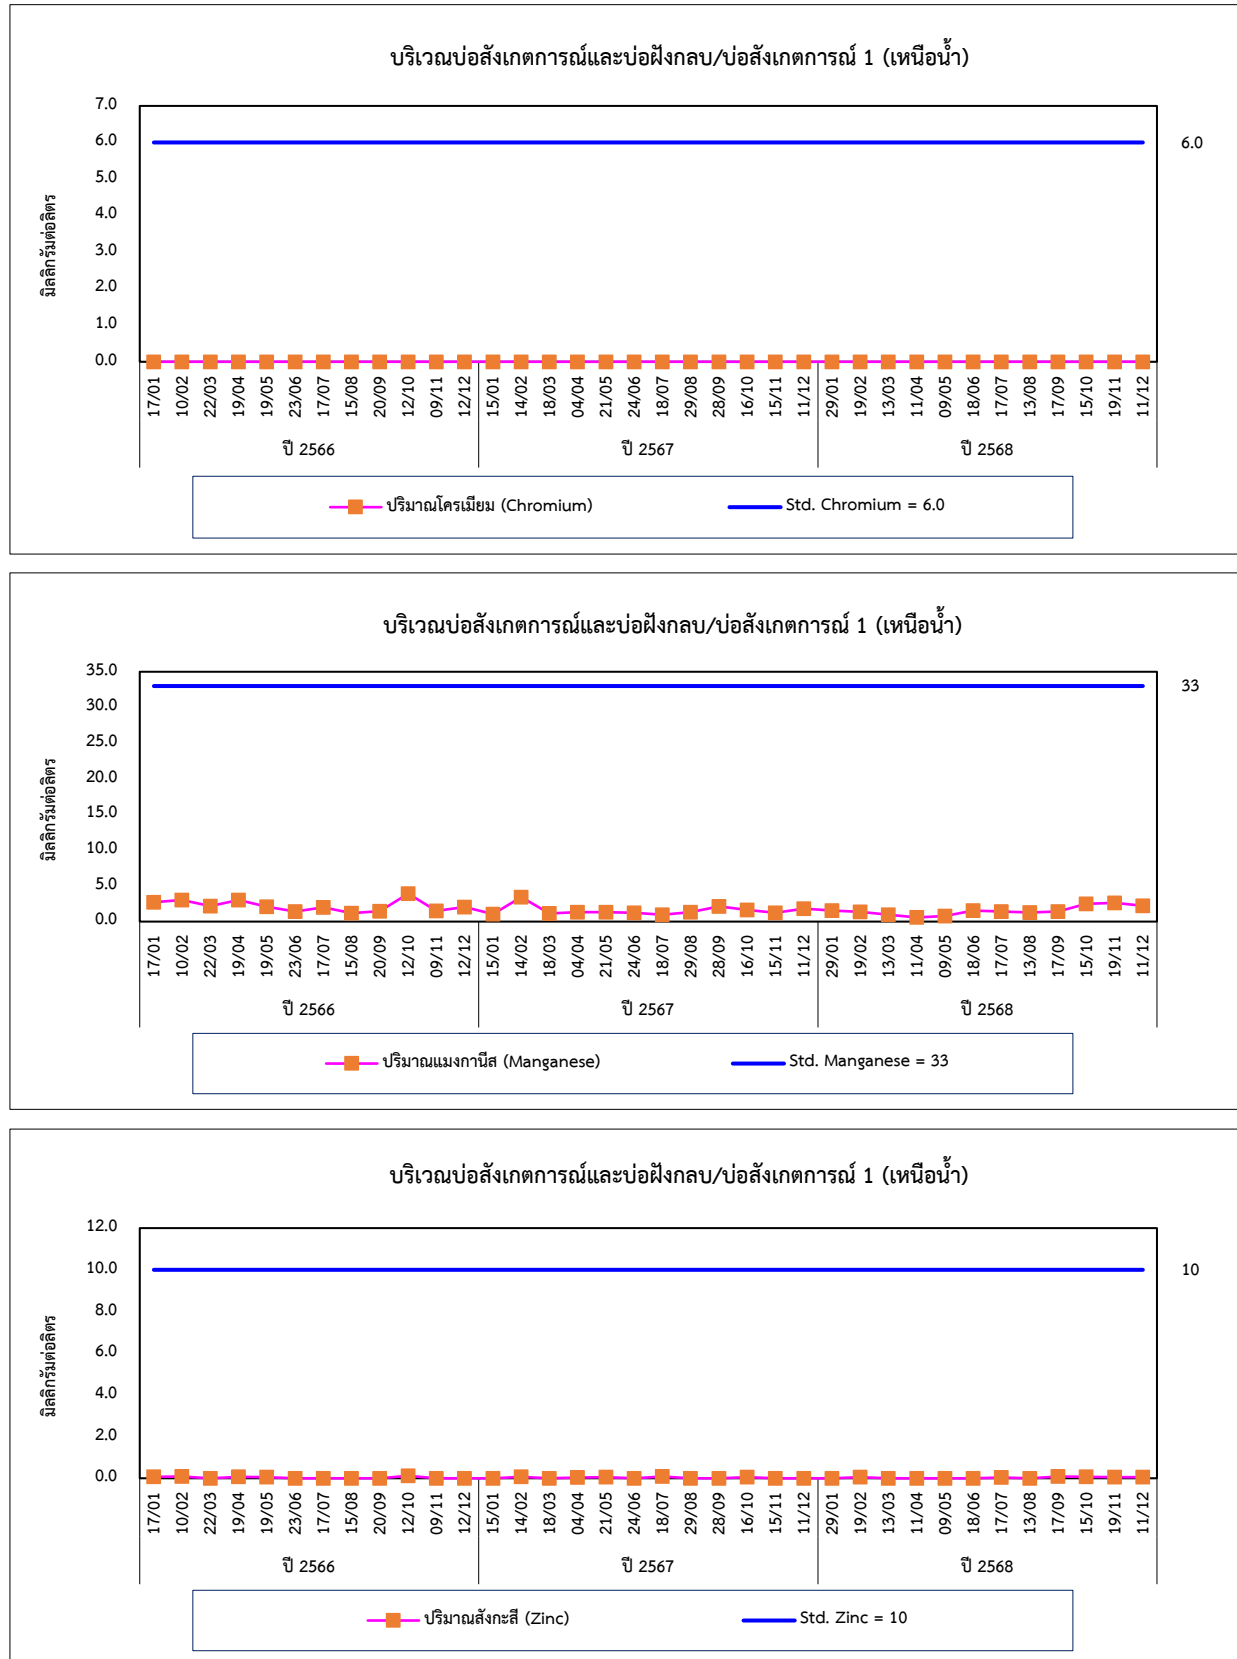 บริเวณบ่อสังเกตการณ์และบ่อฝังกลบ/บ่อสังเกตการณ์ 1 (เหนือน้ำ)
มิลลิกรัมต่อลิตร
7.0
6.0
5.0
4.0
3.0
2.0
1.0
0.0
6.0
17/01 10/02 22/03 19/04 19/05 23/06 17/07 15/08 20/09 12/10 09/11 12/12 15/01 14/02 18/03 04/04 21/05 24/06 18/07 29/08 28/09 16/10 15/11 11/12 29/01 19/02 13/03 11/04 09/05 18/06 17/07 13/08 17/09 15/10 19/11 11/12
ปี 2566 ปี 2567 ปี 2568
ปริมาณโครเมียม (Chromium) Std. Chromium = 6.0
บริเวณบ่อสังเกตการณ์และบ่อฝังกลบ/บ่อสังเกตการณ์ 1 (เหนือน้ำ)
มิลลิกรัมต่อลิตร
35.0
30.0
25.0
20.0
15.0
10.0
5.0
0.0
33
17/01 10/02 22/03 19/04 19/05 23/06 17/07 15/08 20/09 12/10 09/11 12/12 15/01 14/02 18/03 04/04 21/05 24/06 18/07 29/08 28/09 16/10 15/11 11/12 29/01 19/02 13/03 11/04 09/05 18/06 17/07 13/08 17/09 15/10 19/11 11/12
ปี 2566 ปี 2567 ปี 2568
ปริมาณแมงกานีส (Manganese) Std. Manganese = 33
บริเวณบ่อสังเกตการณ์และบ่อฝังกลบ/บ่อสังเกตการณ์ 1 (เหนือน้ำ)
มิลลิกรัมต่อลิตร
12.0
10.0
8.0
6.0
4.0
2.0
0.0
10
17/01 10/02 22/03 19/04 19/05 23/06 17/07 15/08 20/09 12/10 09/11 12/12 15/01 14/02 18/03 04/04 21/05 24/06 18/07 29/08 28/09 16/10 15/11 11/12 29/01 19/02 13/03 11/04 09/05 18/06 17/07 13/08 17/09 15/10 19/11 11/12
ปี 2566 ปี 2567 ปี 2568
ปริมาณสังกะสี (Zinc) Std. Zinc = 10